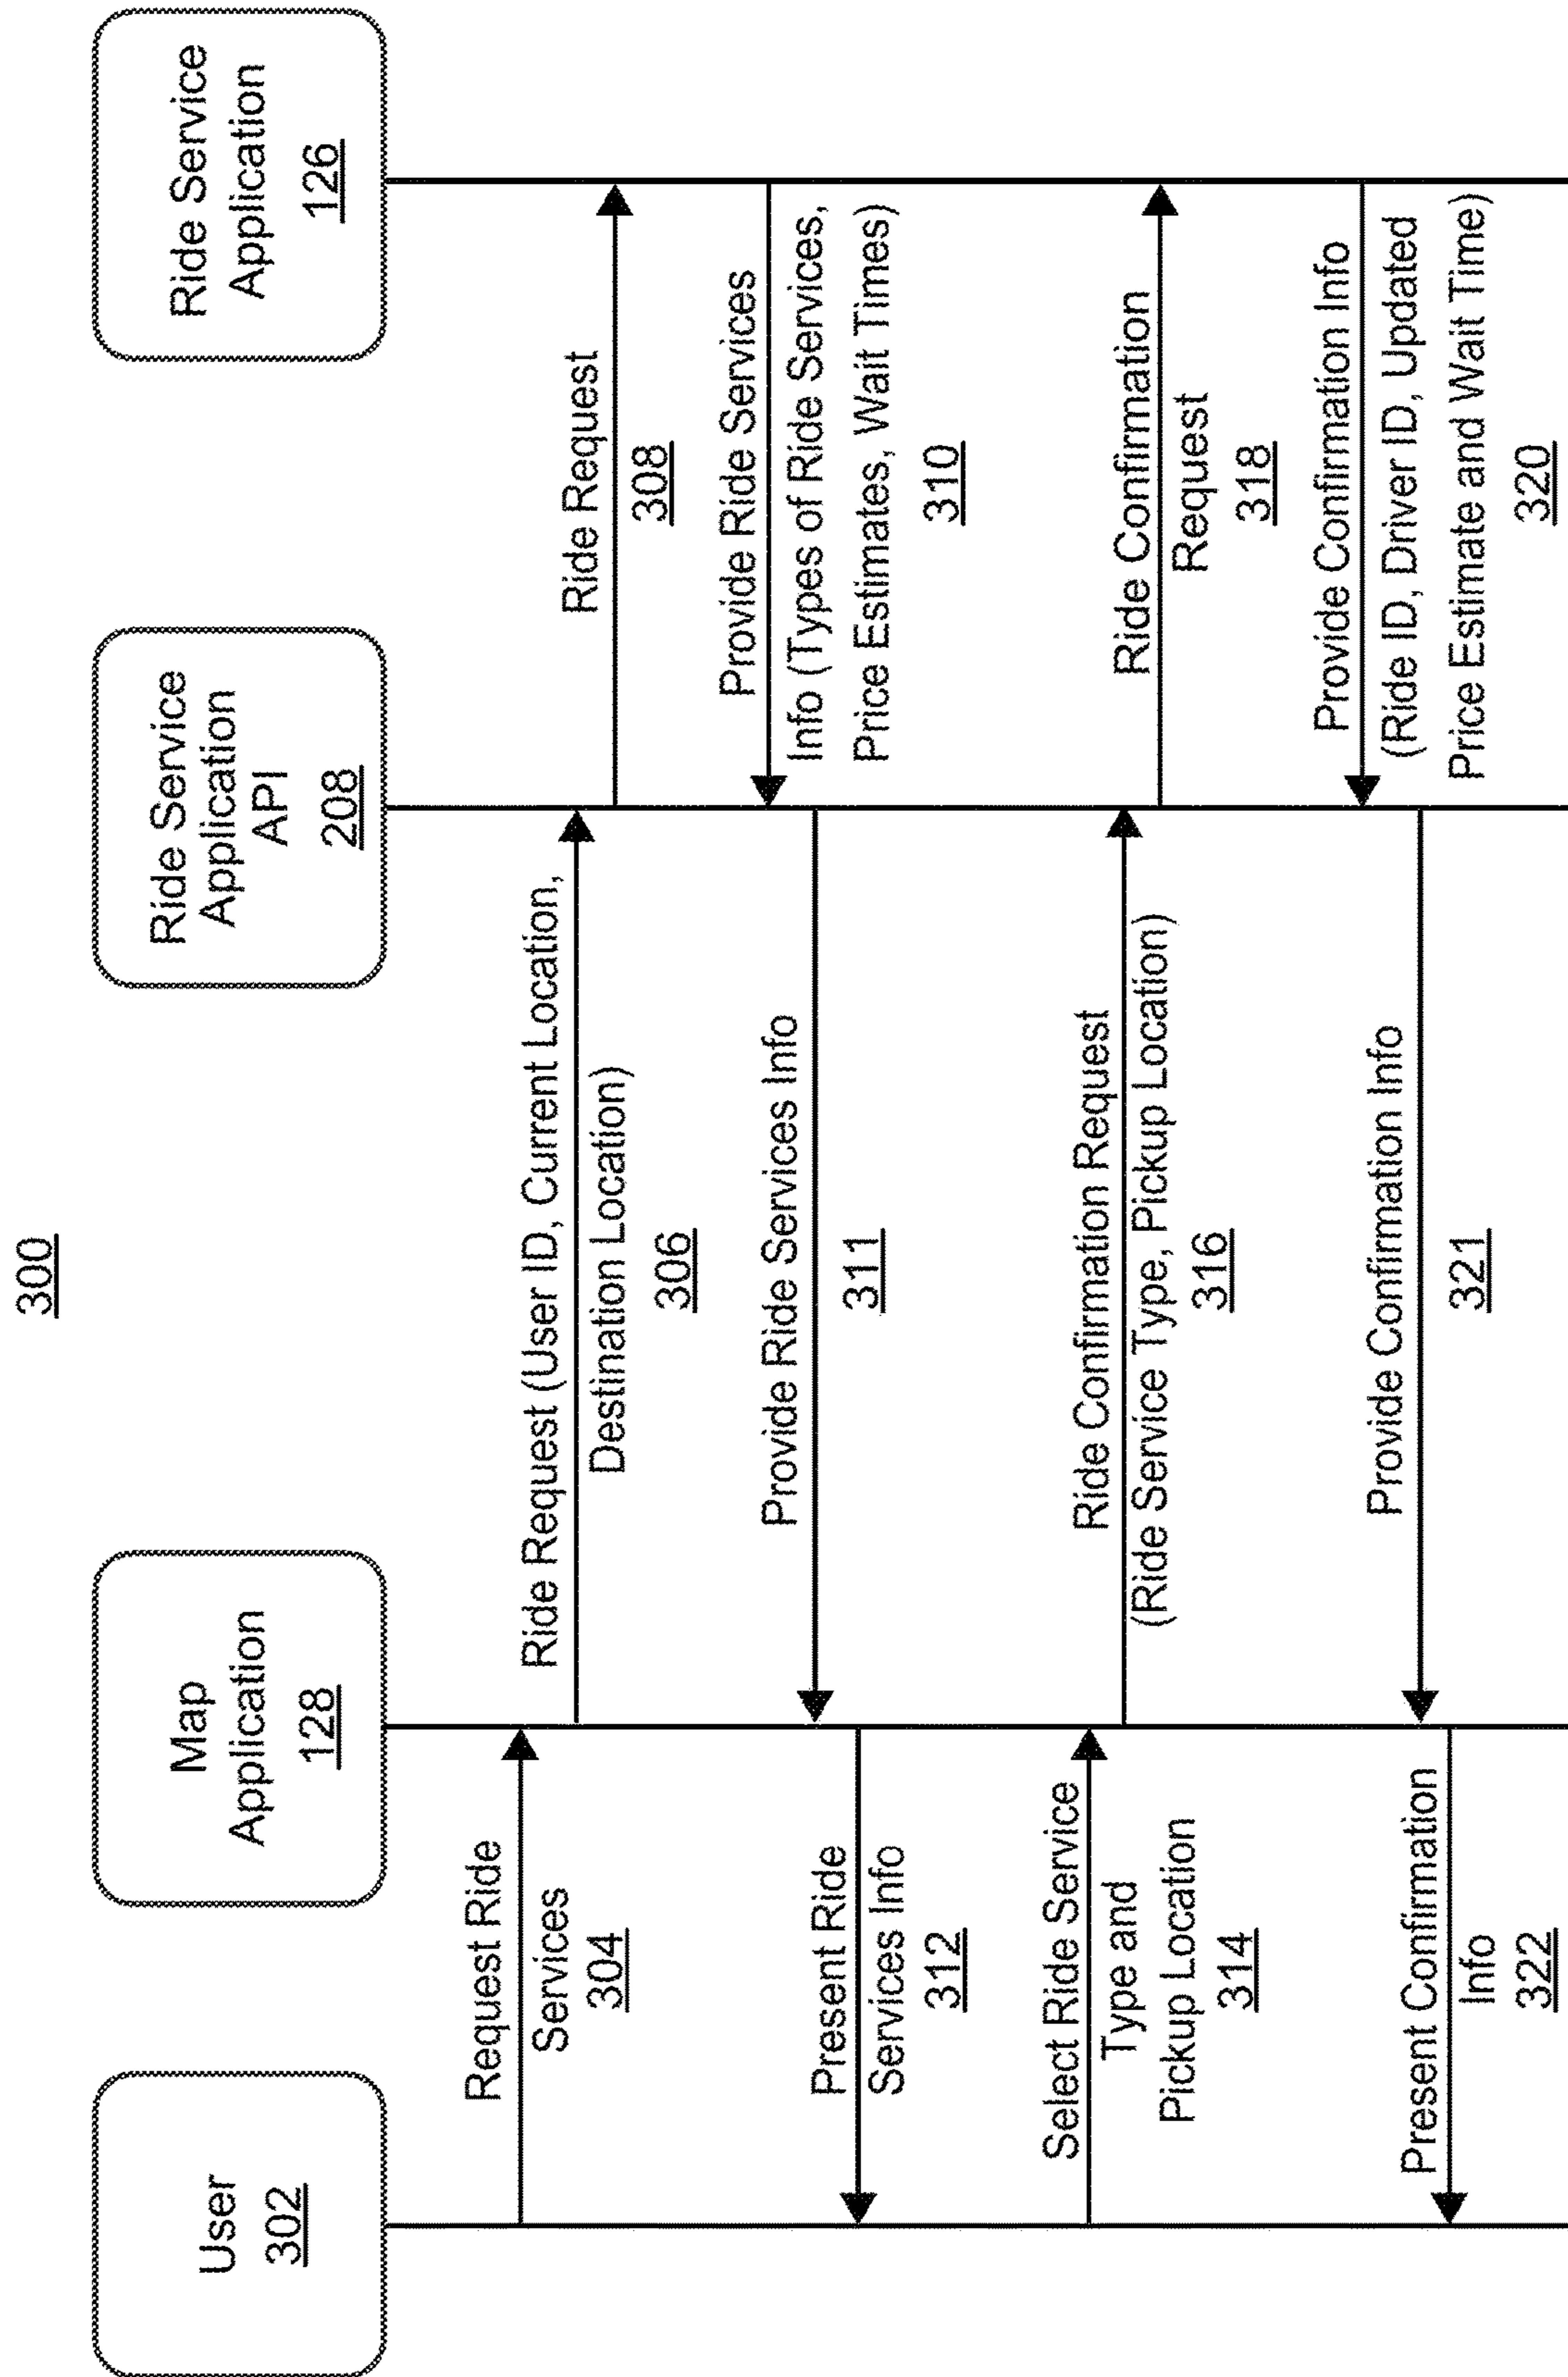 300
User
302
Map
Application
128
Ride Service
Application
API
208
Ride Service
Application
126
Request Ride
Services
304
Ride Request (User ID, Current Location,
Destination Location)
306
Ride Request
308
Provide Ride Services
Info (Types of Ride Services,
Price Estimates, Wait Times)
310
Provide Ride Services Info
311
Present Ride
Services Info
312
Select Ride Service
Type and
Pickup Location
314
Ride Confirmation Request
(Ride Service Type, Pickup Location)
316
Ride Confirmation
Request
318
Provide Confirmation Info
(Ride ID, Driver ID, Updated
Price Estimate and Wait Time)
320
Provide Confirmation Info
321
Present Confirmation
Info
322